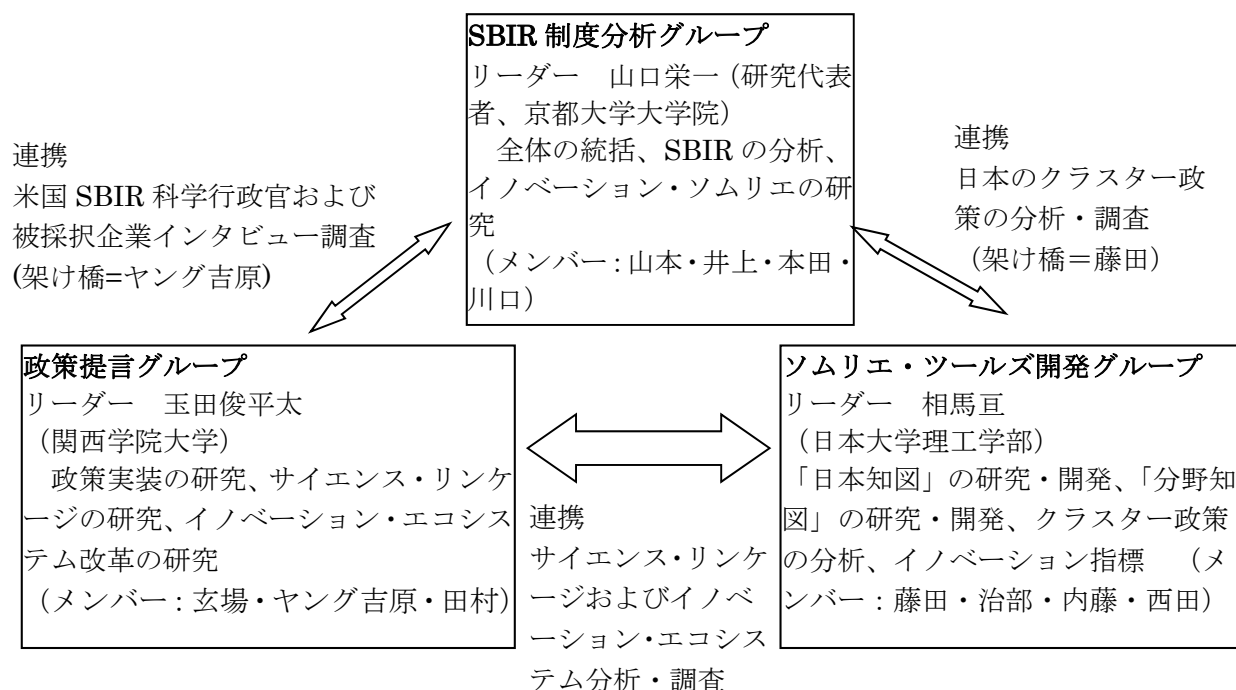 SBIR 制度分析グループ
リーダー　山口栄一（研究代表
者、京都大学大学院）
　全体の統括、SBIR の分析、
イノベーション・ソムリエの研
究
（メンバー：山本・井上・本田・
川口）
連携
米国 SBIR 科学行政官および
被採択企業インタビュー調査
(架け橋=ヤング吉原)
連携
日本のクラスター政
策の分析・調査
（架け橋＝藤田）
政策提言グループ
リーダー　玉田俊平太
（関西学院大学）
　政策実装の研究、サイエンス・リンケ
ージの研究、イノベーション・エコシス
テム改革の研究
（メンバー：玄場・ヤング吉原・田村）
連携
サイエンス・リンケ
ージおよびイノベ
ーション・エコシス
テム分析・調査
ソムリエ・ツールズ開発グループ
リーダー　相馬亘
（日本大学理工学部）
「日本知図」の研究・開発、「分野知
図」の研究・開発、クラスター政策
の分析、イノベーション指標　（メ
ンバー：藤田・治部・内藤・西田）